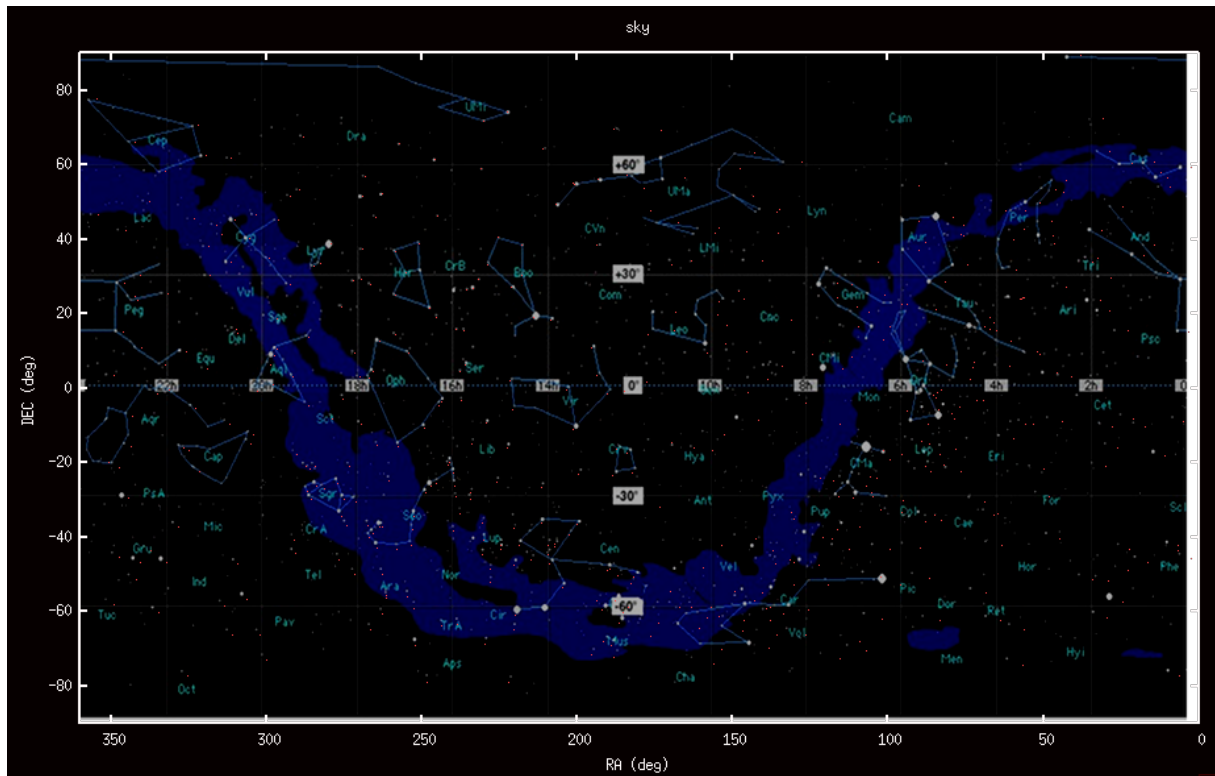 sky
80
UMi
Cam
Cep
Dra
60
+60°
Cas
UMa
Lyn
Per
Lac
CVn
Cyg
LMi
Aur
And
40
Lyr
Her
CrB
Boo
+30°
Tri
Vul
Com
Gem
Tau
Ari
20
Peg
Sge
Leo
Cnc
Psc
Del
Equ
Aql
Oph
Ser
CMi
0
22h
20h
18h
16h
14h
0°
10h
8h
6h
4h
2h
0
Vir
Ori
Mon
Cet
Aqr
Sct
-20
Cap
Lib
Crt
Hya
CMa
Lep
Eri
PsA
Sgr
-30°
Ant
Pyx
For
Scl
Mic
CrA
Sco
Pup
Col
Cae
-40
Gru
Lup
Cen
Ind
Tel
Ara
Nor
Vel
Pic
Hor
Phe
-60
Tuc
Pav
TrA
Cir
-60°
Car
Dor
Ret
Mus
Vol
Aps
Men
Hyi
-80
Oct
Cha
DEC (deg)
350
300
250
200
150
100
50
0
RA (deg)